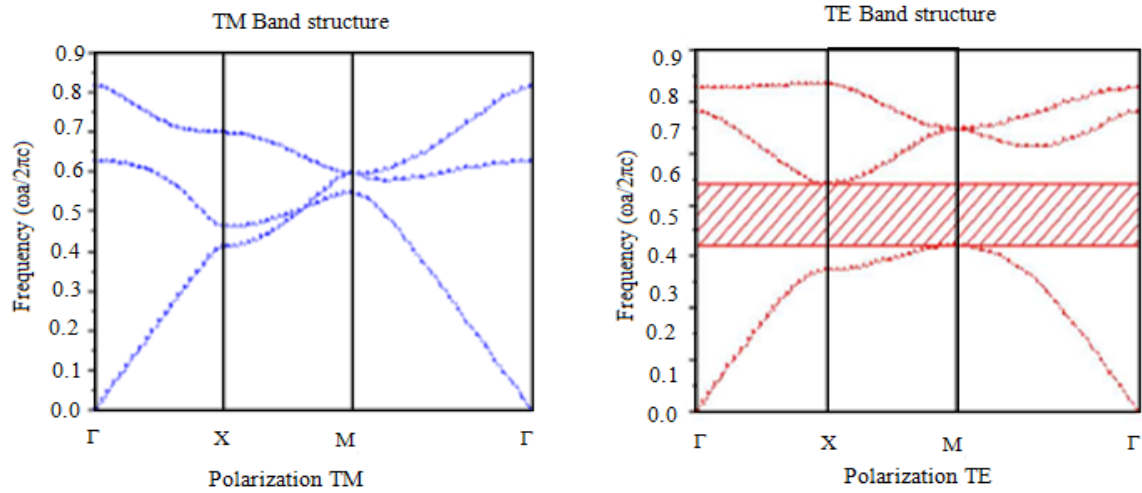 TM Band structure
0.9
0.8
0.7
0.6
0.5
0.4
0.3
0.2
0.1
0.0
Frequency (ωa/2πc)
Γ X M Γ
Polarization TM
TE Band structure
0.9
0.8
0.7
0.6
0.5
0.4
0.3
0.2
0.1
0.0
Frequency (ωa/2πc)
Γ X M Γ
Polarization TE